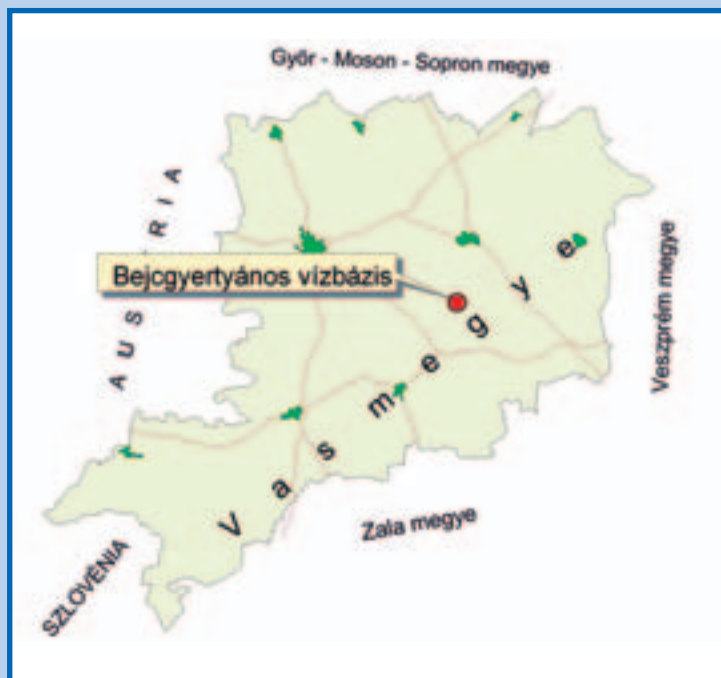 Győr - Moson - Sopron megye
AUSZTRIA
Bejcgyertyános vízbázis
Veszprém megye
Vas megye
Zala megye
SZLOVÉNIA